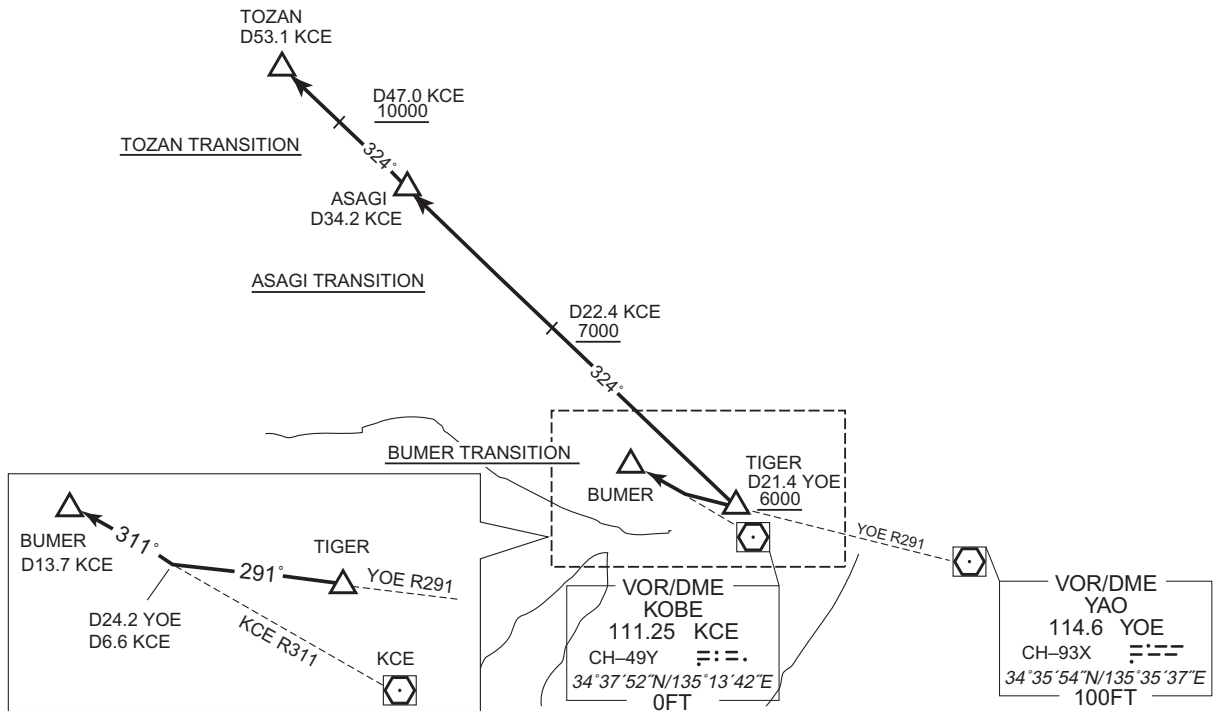 TOZAN
D53.1 KCE
D47.0 KCE
10000
TOZAN TRANSITION
324°
ASAGI
D34.2 KCE
ASAGI TRANSITION
D22.4 KCE
7000
324°
BUMER TRANSITION
TIGER
D21.4 YOE
6000
BUMER
YOE R291
BUMER
D13.7 KCE
311°
291°
TIGER
YOE R291
D24.2 YOE
D6.6 KCE
KCE R311
KCE
VOR/DME
KOBE
111.25 KCE
CH–49Y
34°37′52″N/135°13′42″E
0FT
VOR/DME
YAO
114.6 YOE
CH–93X
34°35′54″N/135°35′37″E
100FT